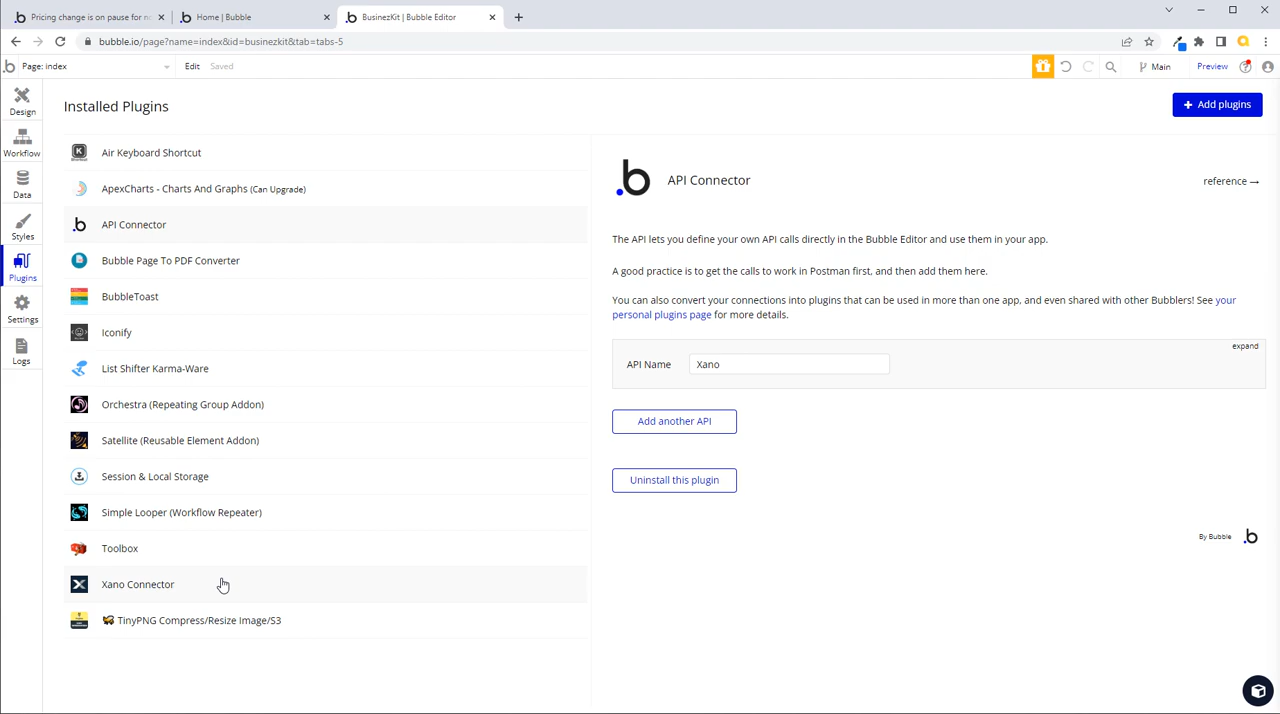 Pricing change is on pause for n
Home | Bubble
BusinezKit | Bubble Editor
bubble.io/page?name=index&id=businezkit&tab=tabs-5
Page: index
Edit
Saved
Main
Preview
Design
Workflow
Data
Styles
Plugins
Settings
Logs
Installed Plugins
+ Add plugins
Air Keyboard Shortcut
ApexCharts - Charts And Graphs (Can Upgrade)
API Connector
Bubble Page To PDF Converter
BubbleToast
Iconify
List Shifter Karma-Ware
Orchestra (Repeating Group Addon)
Satellite (Reusable Element Addon)
Session & Local Storage
Simple Looper (Workflow Repeater)
Toolbox
Xano Connector
TinyPNG Compress/Resize Image/S3
API Connector
reference →
The API lets you define your own API calls directly in the Bubble Editor and use them in your app.
A good practice is to get the calls to work in Postman first, and then add them here.
You can also convert your connections into plugins that can be used in more than one app, and even shared with other Bubblers! See your
personal plugins page for more details.
expand
API Name
Xano
Add another API
Uninstall this plugin
By Bubble